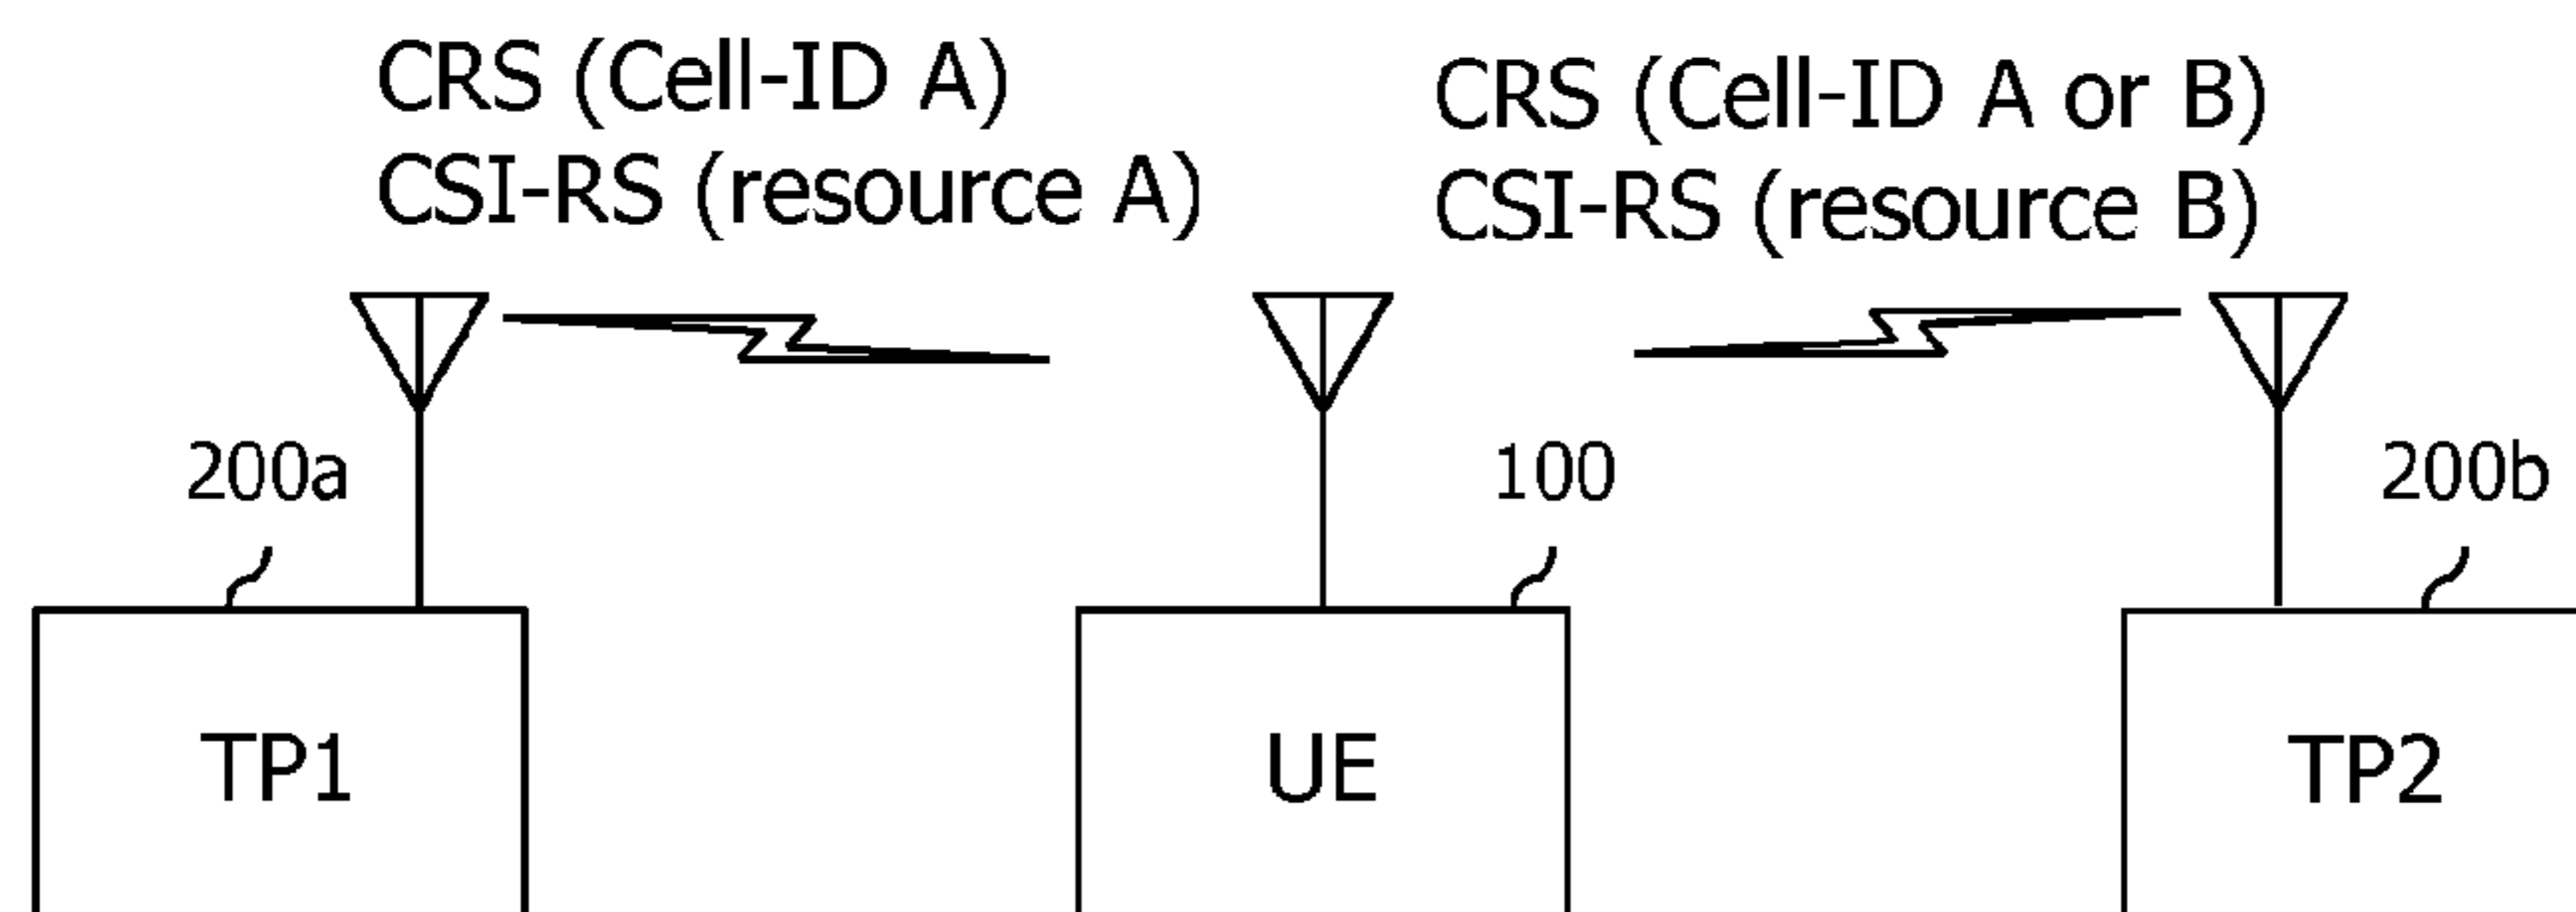 CRS (Cell-ID A)
CSI-RS (resource A)
CRS (Cell-ID A or B)
CSI-RS (resource B)
200a
100
200b
TP1
UE
TP2